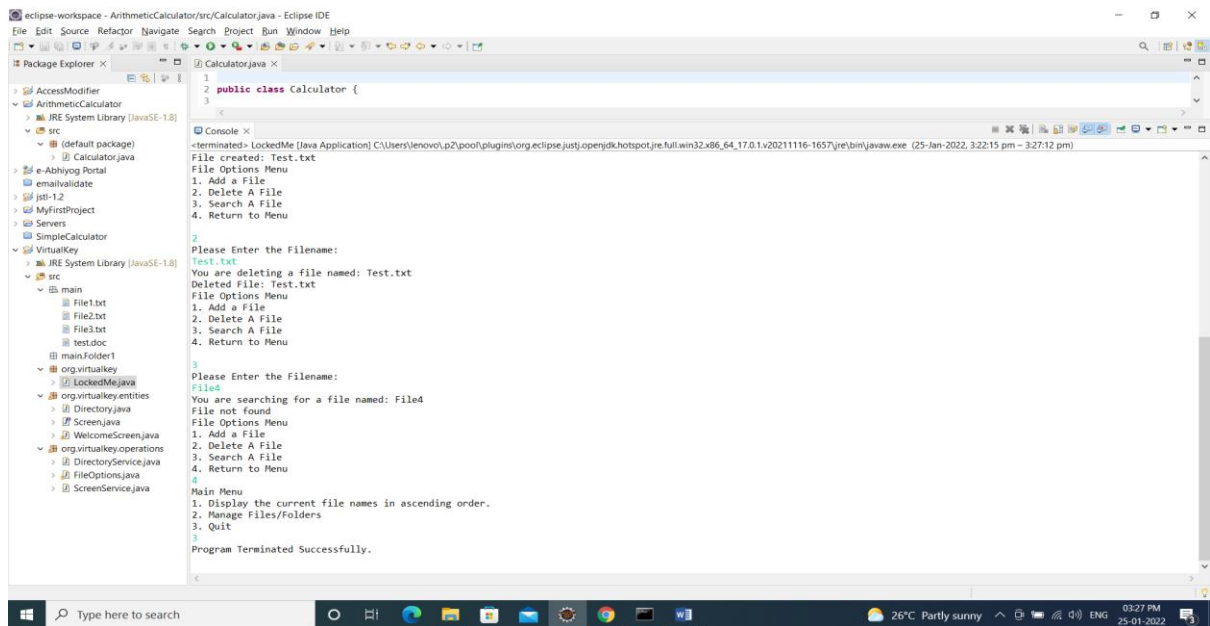 eclipse-workspace - ArithmeticCalculator/src/Calculator.java - Eclipse IDE
File Edit Source Refactor Navigate Search Project Run Window Help
Package Explorer
Calculator.java
AccessModifier
ArithmeticCalculator
JRE System Library [JavaSE-1.8]
src
(default package)
Calculator.java
e-Abhiyog Portal
emailvalidate
jstl-1.2
MyFirstProject
Servers
SimpleCalculator
VirtualKey
JRE System Library [JavaSE-1.8]
src
main
File1.txt
File2.txt
File3.txt
test.doc
main.Folder1
org.virtualkey
LockedMe.java
org.virtualkey.entities
Directory.java
Screen.java
WelcomeScreen.java
org.virtualkey.operations
DirectoryService.java
FileOptions.java
ScreenService.java
1
2 public class Calculator {
3
Console
<terminated> LockedMe [Java Application] C:\Users\lenovo\.p2\pool\plugins\org.eclipse.justj.openjdk.hotspot.jre.full.win32.x86_64_17.0.1.v20211116-1657\jre\bin\javaw.exe (25-Jan-2022, 3:22:15 pm – 3:27:12 pm)
File created: Test.txt
File Options Menu
1. Add a File
2. Delete A File
3. Search A File
4. Return to Menu
2
Please Enter the Filename:
Test.txt
You are deleting a file named: Test.txt
Deleted File: Test.txt
File Options Menu
1. Add a File
2. Delete A File
3. Search A File
4. Return to Menu
3
Please Enter the Filename:
File4
You are searching for a file named: File4
File not found
File Options Menu
1. Add a File
2. Delete A File
3. Search A File
4. Return to Menu
4
Main Menu
1. Display the current file names in ascending order.
2. Manage Files/Folders
3. Quit
3
Program Terminated Successfully.
Type here to search
26°C Partly sunny
ENG
03:27 PM
25-01-2022